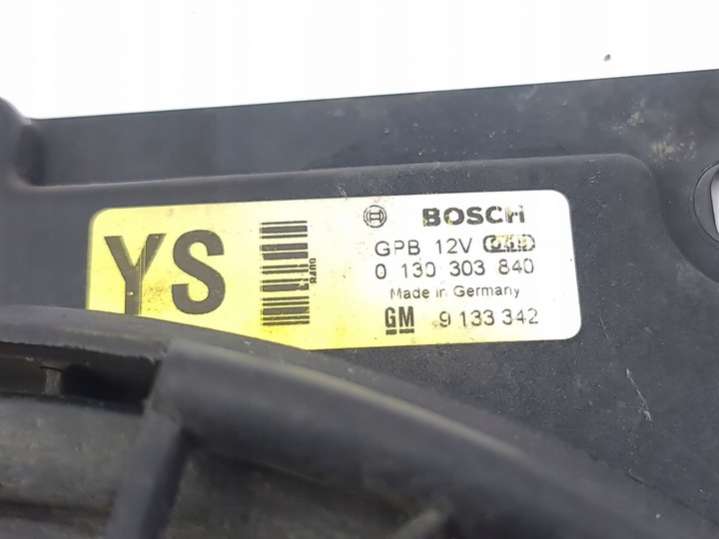 YS
BOSCH
GPB 12V
0 130 303 840
Made in Germany
GM 9 133 342